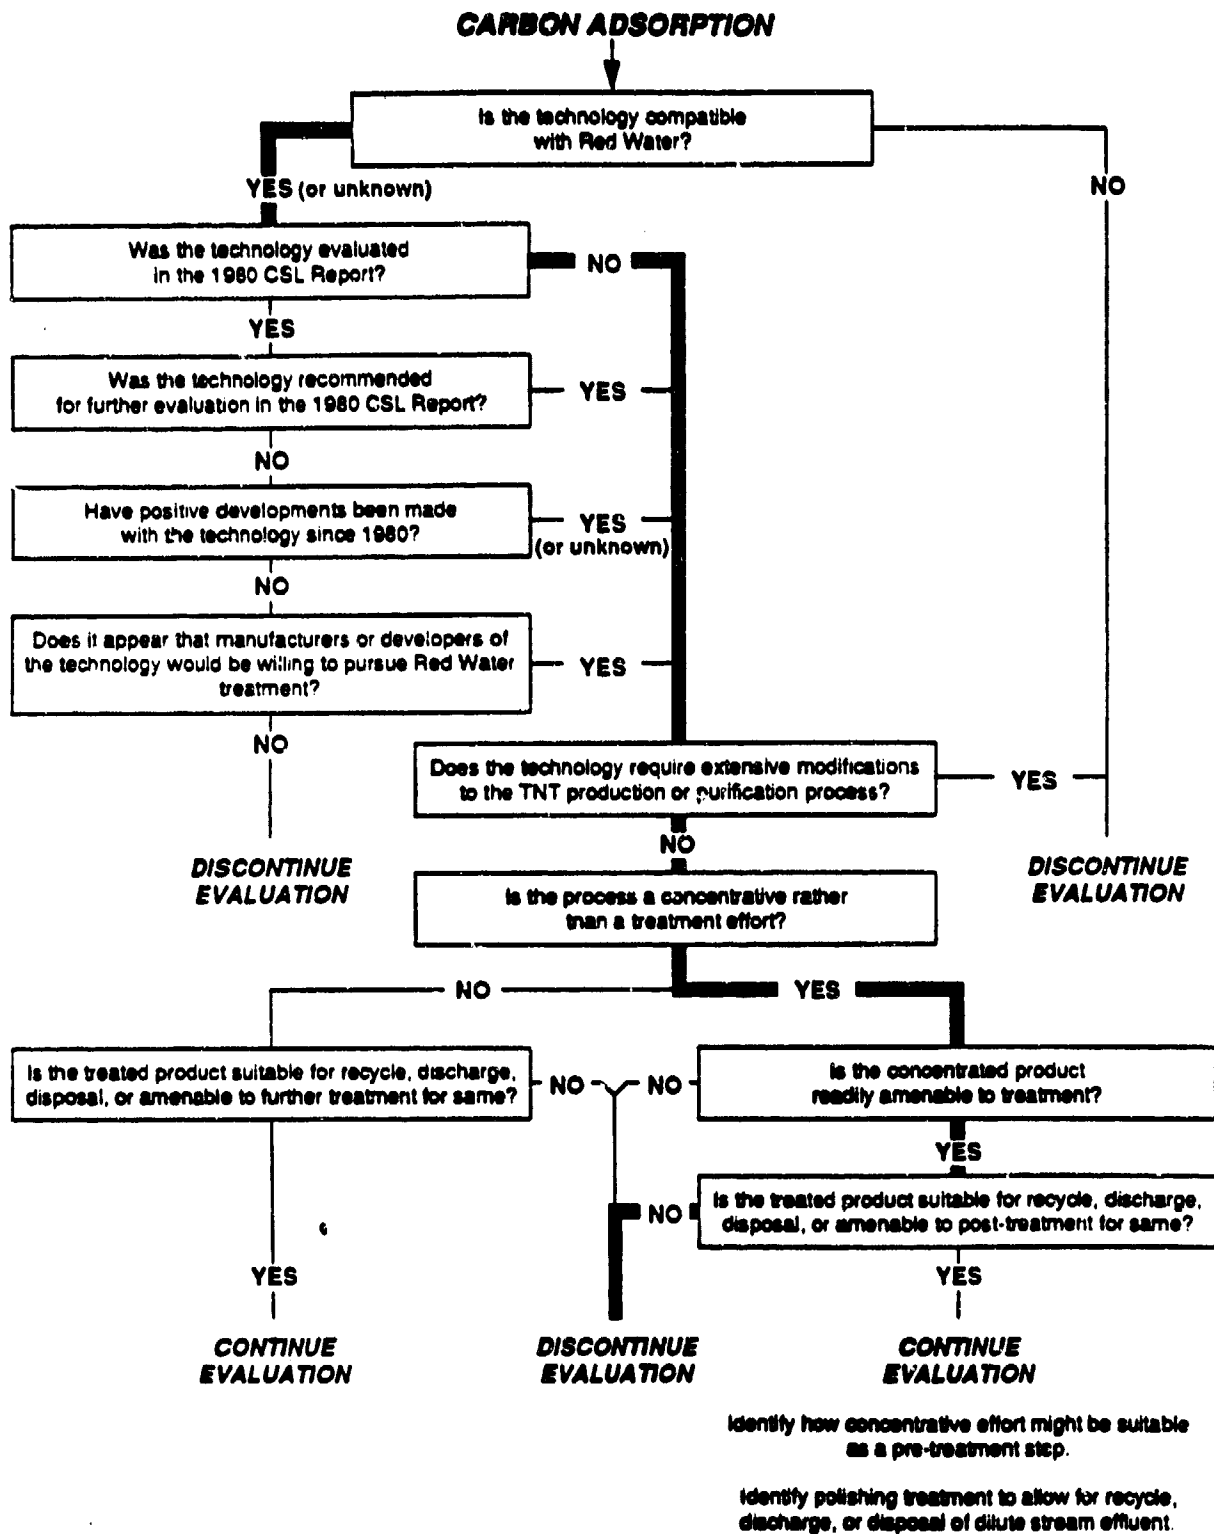 CARBON ADSORPTION
Is the technology compatible
with Red Water?
YES (or unknown)
NO
Was the technology evaluated
in the 1980 CSL Report?
NO
YES
Was the technology recommended
for further evaluation in the 1980 CSL Report?
YES
NO
Have positive developments been made
with the technology since 1980?
YES
(or unknown)
NO
Does it appear that manufacturers or developers of
the technology would be willing to pursue Red Water
treatment?
YES
NO
Does the technology require extensive modifications
to the TNT production or purification process?
YES
NO
DISCONTINUE
EVALUATION
DISCONTINUE
EVALUATION
Is the process a concentrative rather
than a treatment effort?
NO
YES
Is the treated product suitable for recycle, discharge,
disposal, or amenable to further treatment for same?
NO
NO
Is the concentrated product
readily amenable to treatment?
YES
NO
Is the treated product suitable for recycle, discharge,
disposal, or amenable to post-treatment for same?
YES
YES
CONTINUE
EVALUATION
DISCONTINUE
EVALUATION
CONTINUE
EVALUATION
Identify how concentrative effort might be suitable
as a pre-treatment step.
Identify polishing treatment to allow for recycle,
discharge, or disposal of dilute stream effluent.